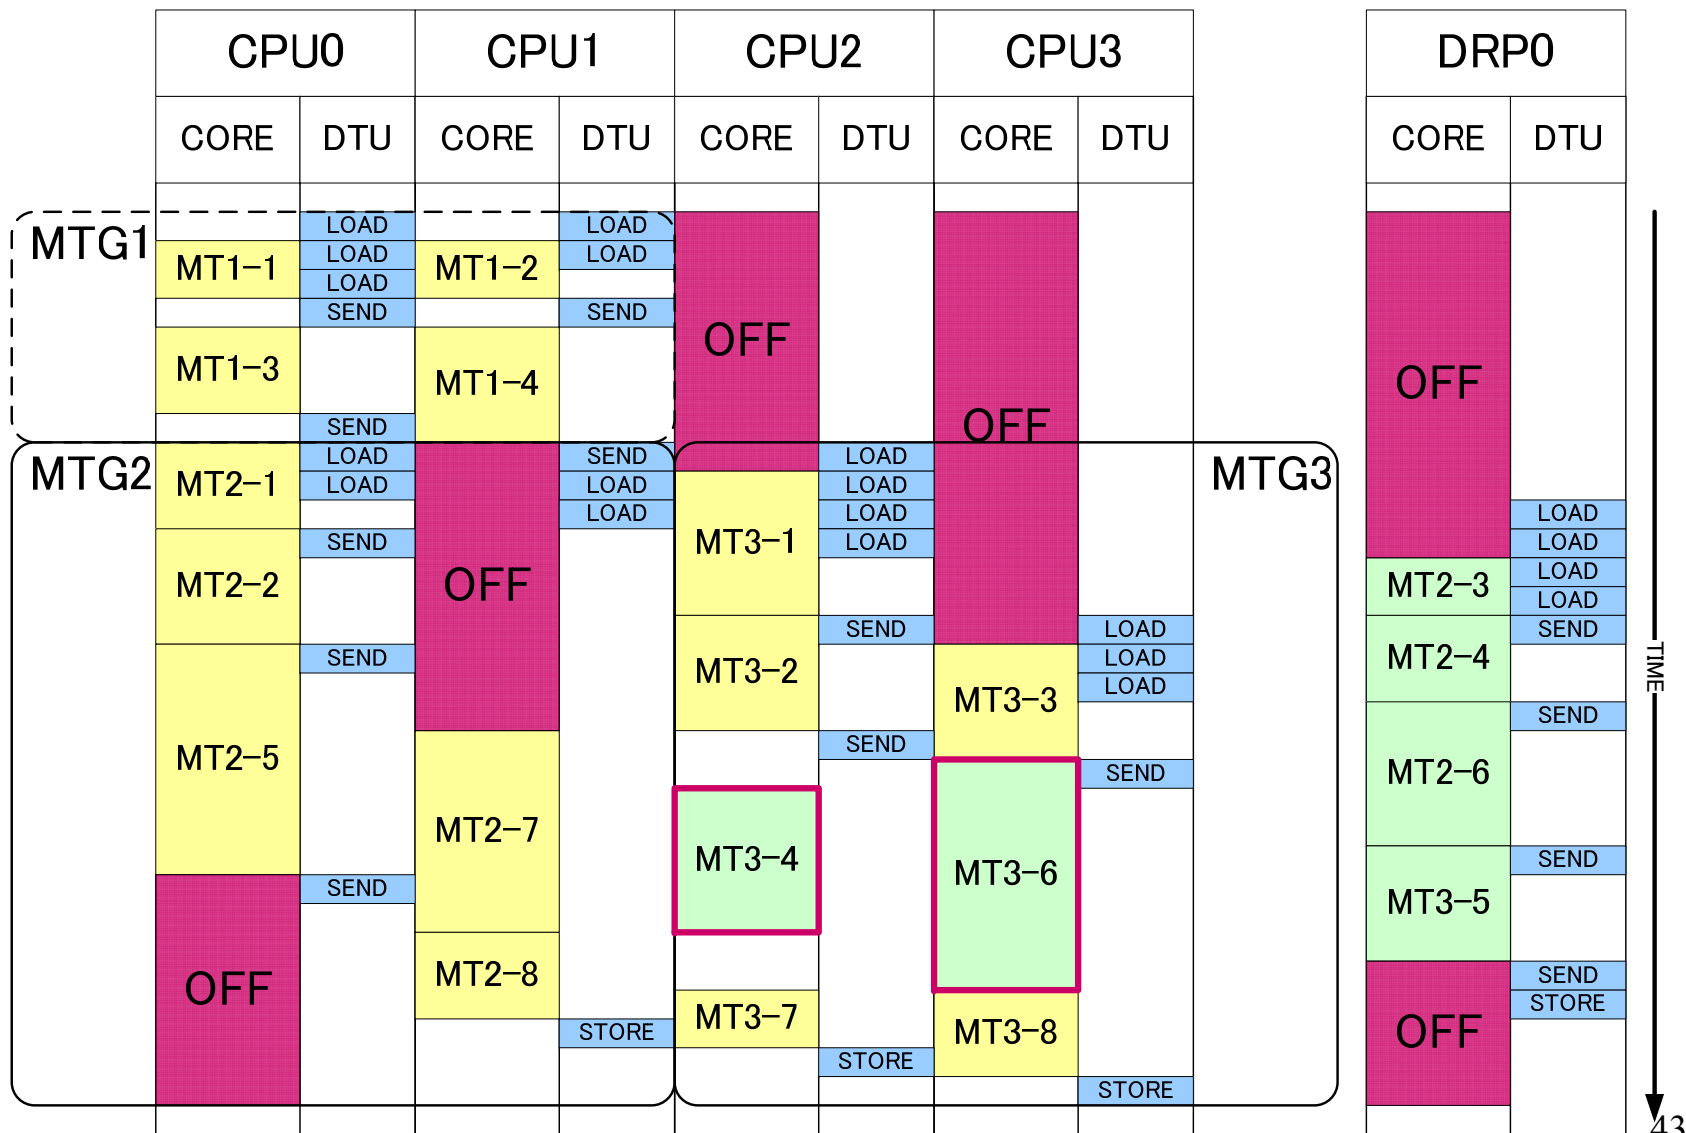 CPU0 CPU1 CPU2 CPU3 DRP0
CORE DTU CORE DTU CORE DTU CORE DTU CORE DTU
LOAD LOAD
MTG1
LOAD LOAD
MT1-1 MT1-2
LOAD
SEND SEND
OFF
MT1-3 MT1-4 OFF
OFF
SEND
LOAD SEND LOAD
MTG2 MTG3
MT2-1
LOAD LOAD LOAD
LOAD LOAD LOAD
SEND MT3-1 LOAD LOAD
LOAD
MT2-2 OFF MT2-3
LOAD
SEND LOAD SEND
SEND LOAD MT2-4 TIME
MT3-2
LOAD
MT3-3
SEND
SEND
MT2-5 SEND MT2-6
MT2-7
MT3-4 SEND
MT3-6
SEND MT3-5
MT2-8 SEND
OFF
STORE
MT3-7
STORE MT3-8 OFF
STORE
STORE
43